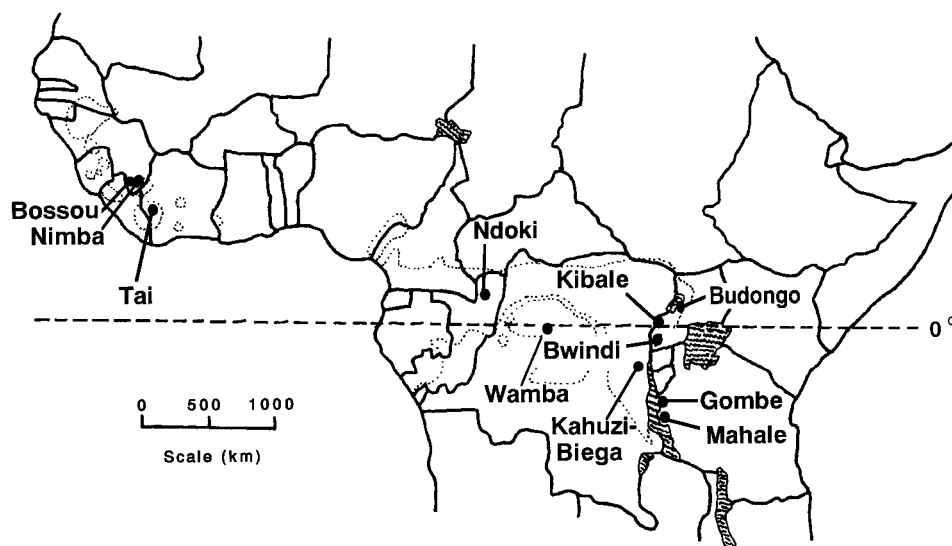 Bossou
Nimba
Tai
Ndoki
Kibale
Budongo
0°
Bwindi
Wamba
Kahuzi-
Biega
Gombe
Mahale
0 500 1000
Scale (km)